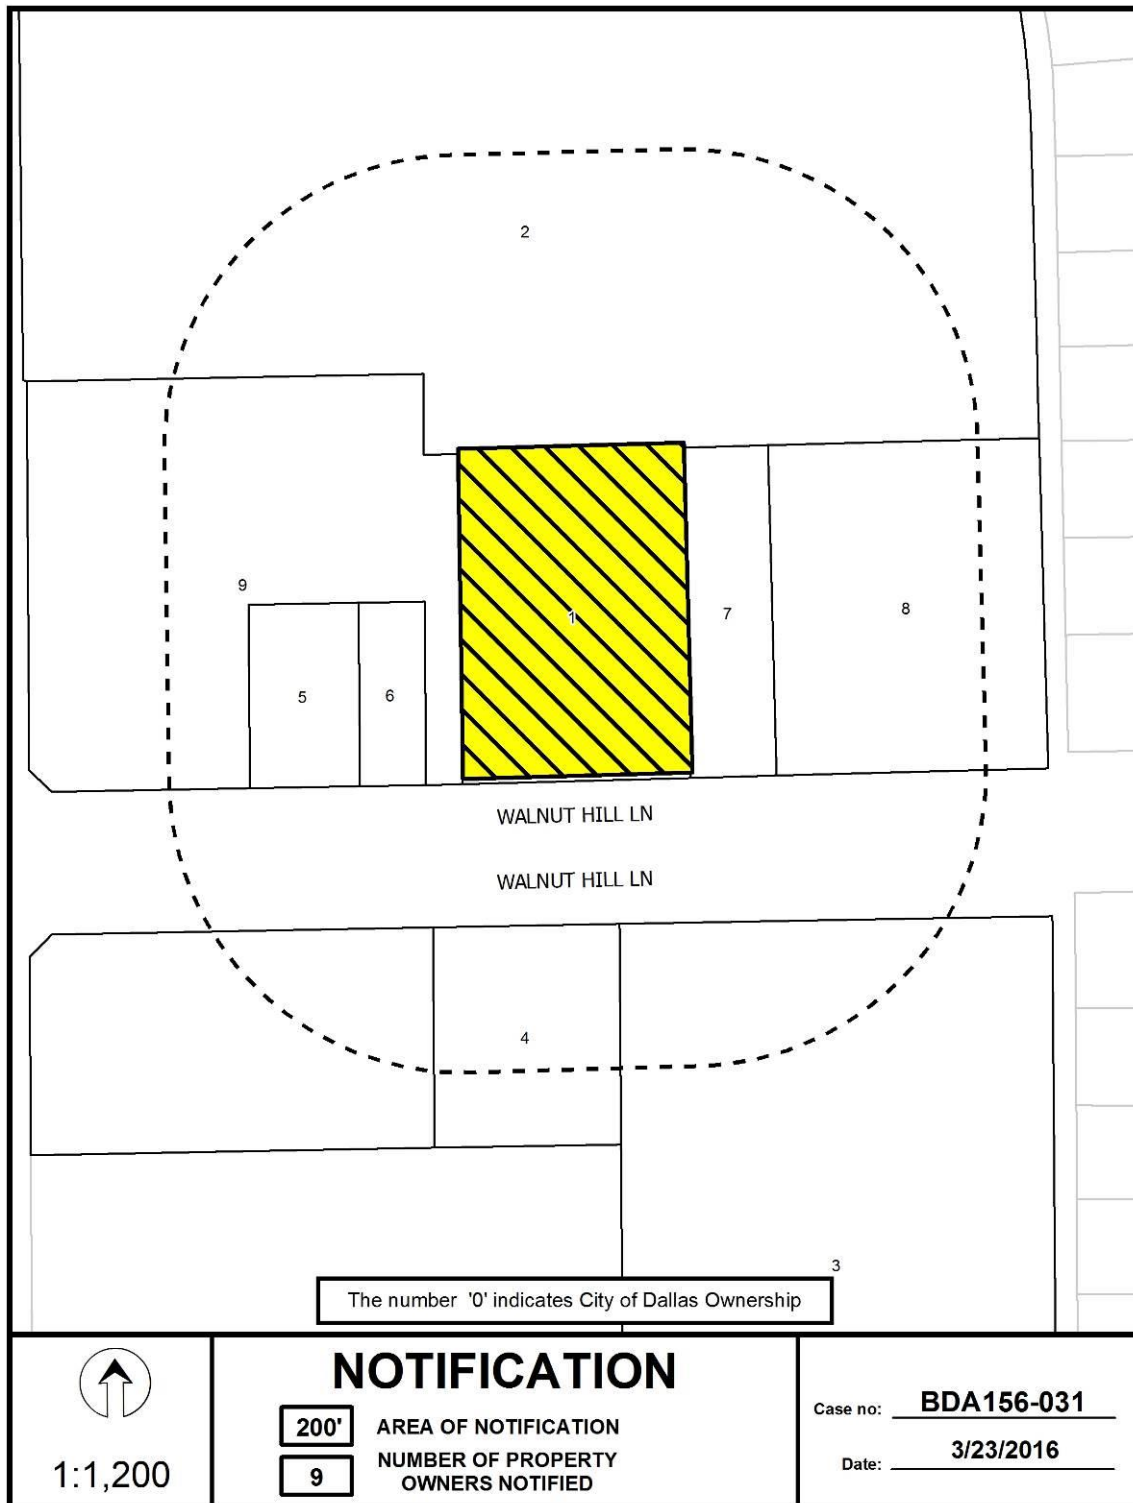 2
9
1
7
8
5
6
WALNUT HILL LN
WALNUT HILL LN
4
3
The number '0' indicates City of Dallas Ownership
1:1,200
NOTIFICATION
200' AREA OF NOTIFICATION
9 NUMBER OF PROPERTY
OWNERS NOTIFIED
Case no: BDA156-031
Date: 3/23/2016